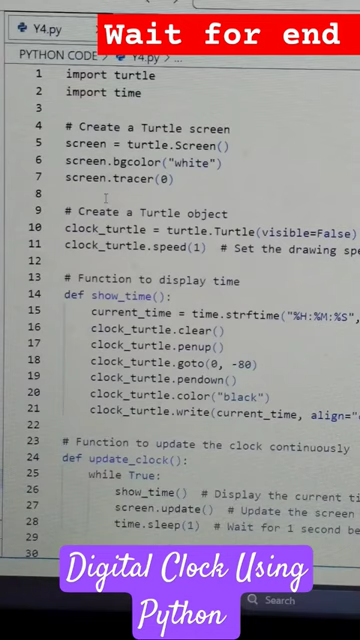 Wait for end
Y4.py
PYTHON CODE > Y4.py > ...
1 import turtle
2 import time
3
4 # Create a Turtle screen
5 screen = turtle.Screen()
6 screen.bgcolor("white")
7 screen.tracer(0)
8
9 # Create a Turtle object
10 clock_turtle = turtle.Turtle(visible=False)
11 clock_turtle.speed(1) # Set the drawing spe
12
13 # Function to display time
14 def show_time():
15 current_time = time.strftime("%H:%M:%S",
16 clock_turtle.clear()
17 clock_turtle.penup()
18 clock_turtle.goto(0, -80)
19 clock_turtle.pendown()
20 clock_turtle.color("black")
21 clock_turtle.write(current_time, align="c
22
23 # Function to update the clock continuously
24 def update_clock():
25 while True:
26 show_time() # Display the current ti
27 screen.update() # Update the screen
28 time.sleep(1) # Wait for 1 second be
29
30
Digital Clock Using
Python
Search